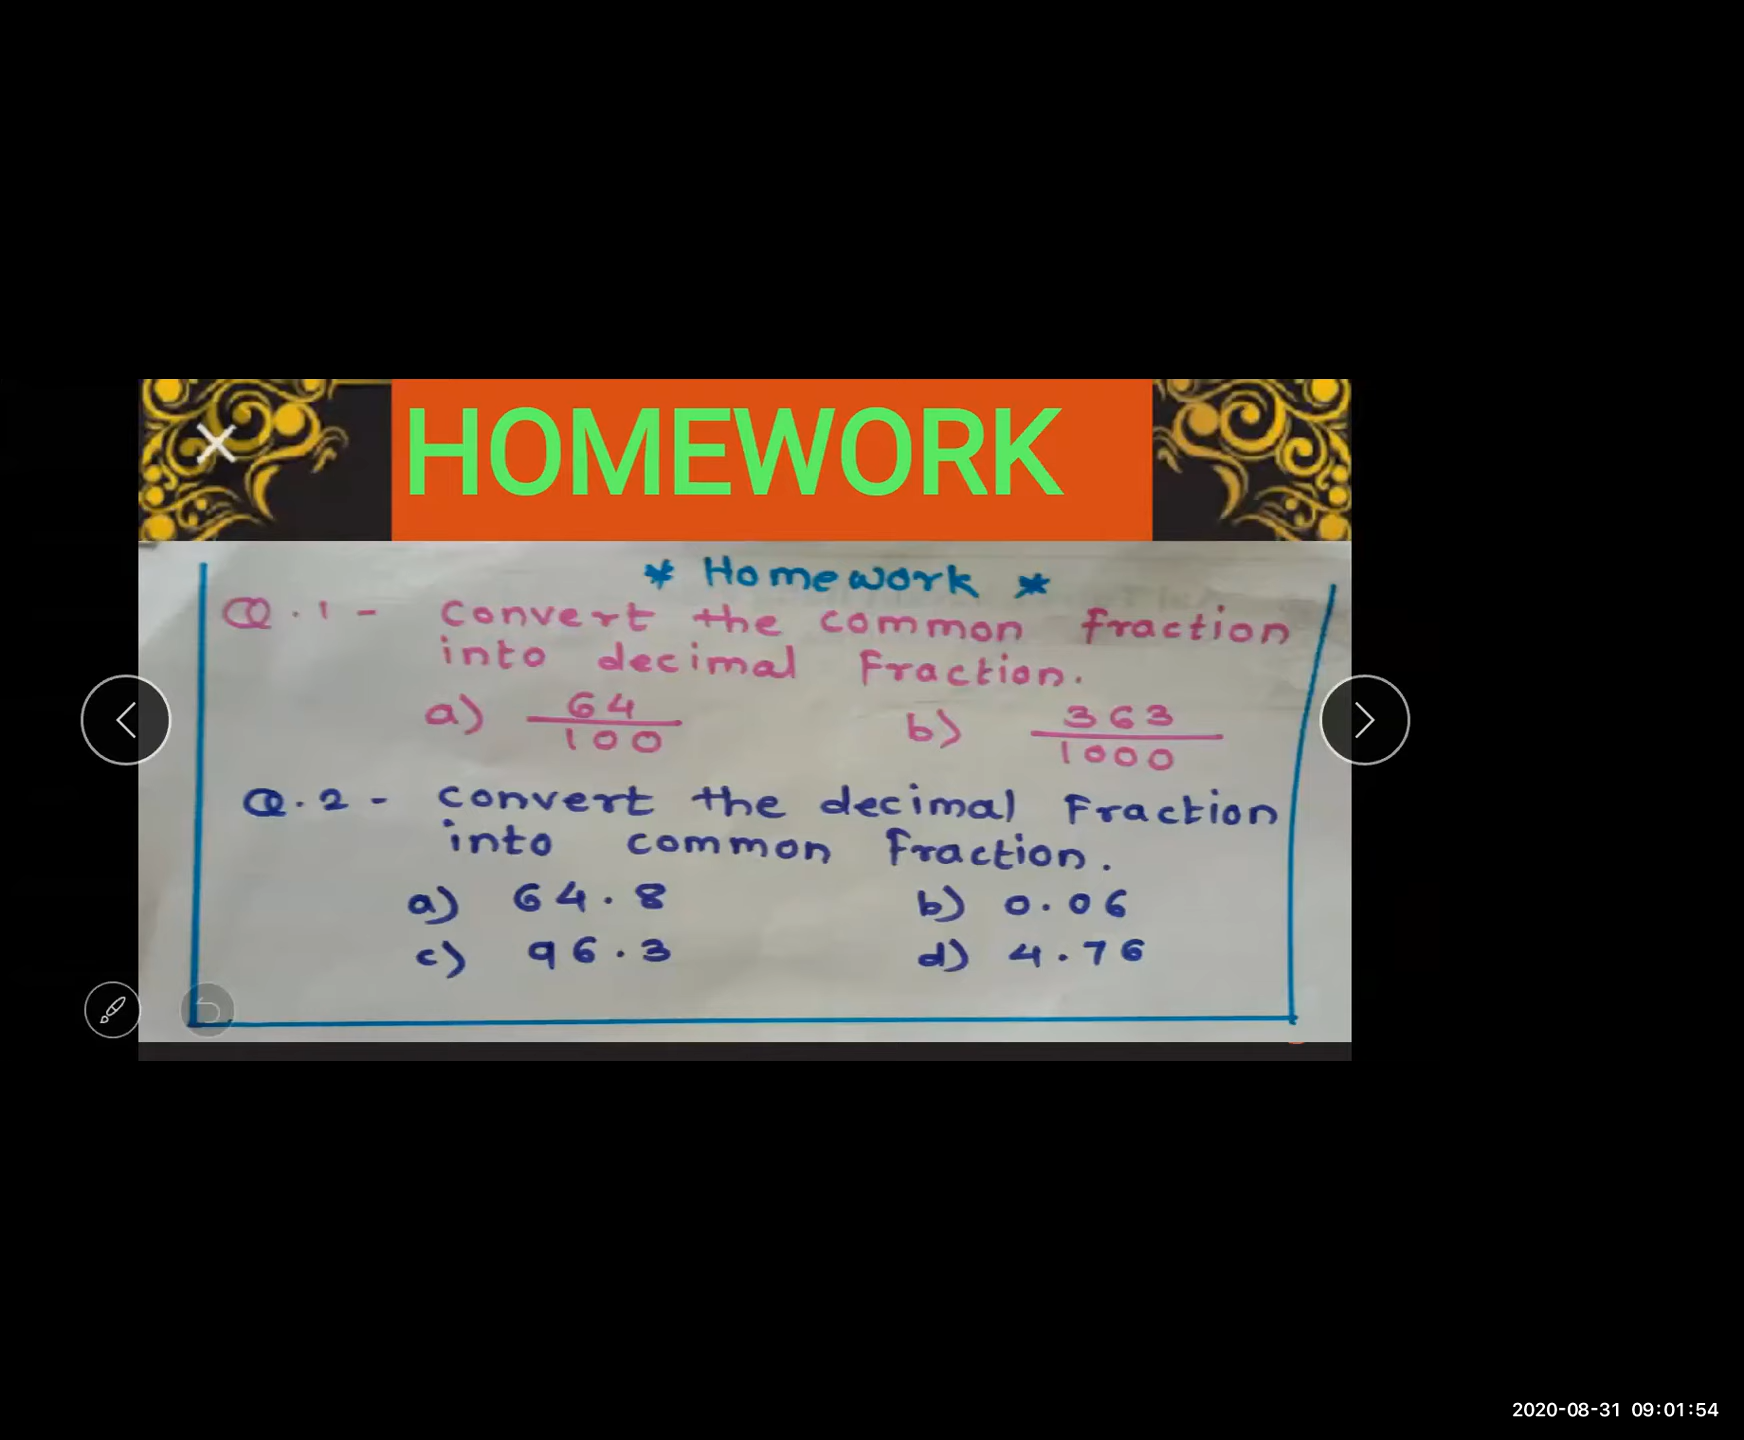 HOMEWORK
* Homework *
Q.1 - convert the common fraction
into decimal Fraction.
a) 64/100 b) 363/1000
Q.2 - convert the decimal Fraction
into common fraction.
a) 64.8 b) 0.06
c) 96.3 d) 4.76
2020-08-31 09:01:54